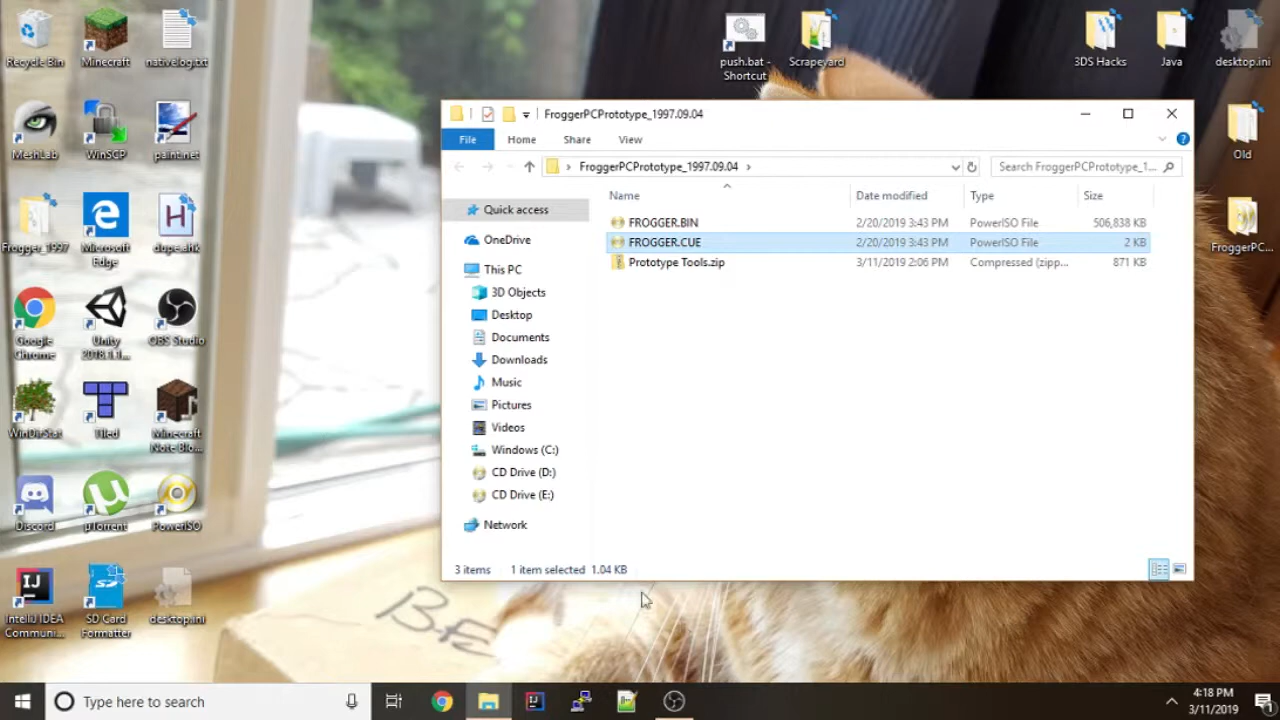 Recycle Bin
Minecraft
nativelog.txt
push.bat - Shortcut
Scrapeyard
3DS Hacks
Java
desktop.ini
MeshLab
WinSCP
paint.net
Frogger_1997
Microsoft Edge
dupe.ahk
Google Chrome
Unity 2018.1.1...
OBS Studio
WinDirStat
Tiled
Minecraft Note Blo...
Discord
µTorrent
PowerISO
IntelliJ IDEA Communi...
SD Card Formatter
desktop.ini
Old
FroggerPC...
FroggerPCPrototype_1997.09.04
File
Home
Share
View
FroggerPCPrototype_1997.09.04
Search FroggerPCPrototype_1...
Name
Date modified
Type
Size
FROGGER.BIN 2/20/2019 3:43 PM PowerISO File 506,838 KB
FROGGER.CUE 2/20/2019 3:43 PM PowerISO File 2 KB
Prototype Tools.zip 3/11/2019 2:06 PM Compressed (zipp... 871 KB
Quick access
OneDrive
This PC
3D Objects
Desktop
Documents
Downloads
Music
Pictures
Videos
Windows (C:)
CD Drive (D:)
CD Drive (E:)
Network
3 items 1 item selected 1.04 KB
BE
Type here to search
4:18 PM
3/11/2019